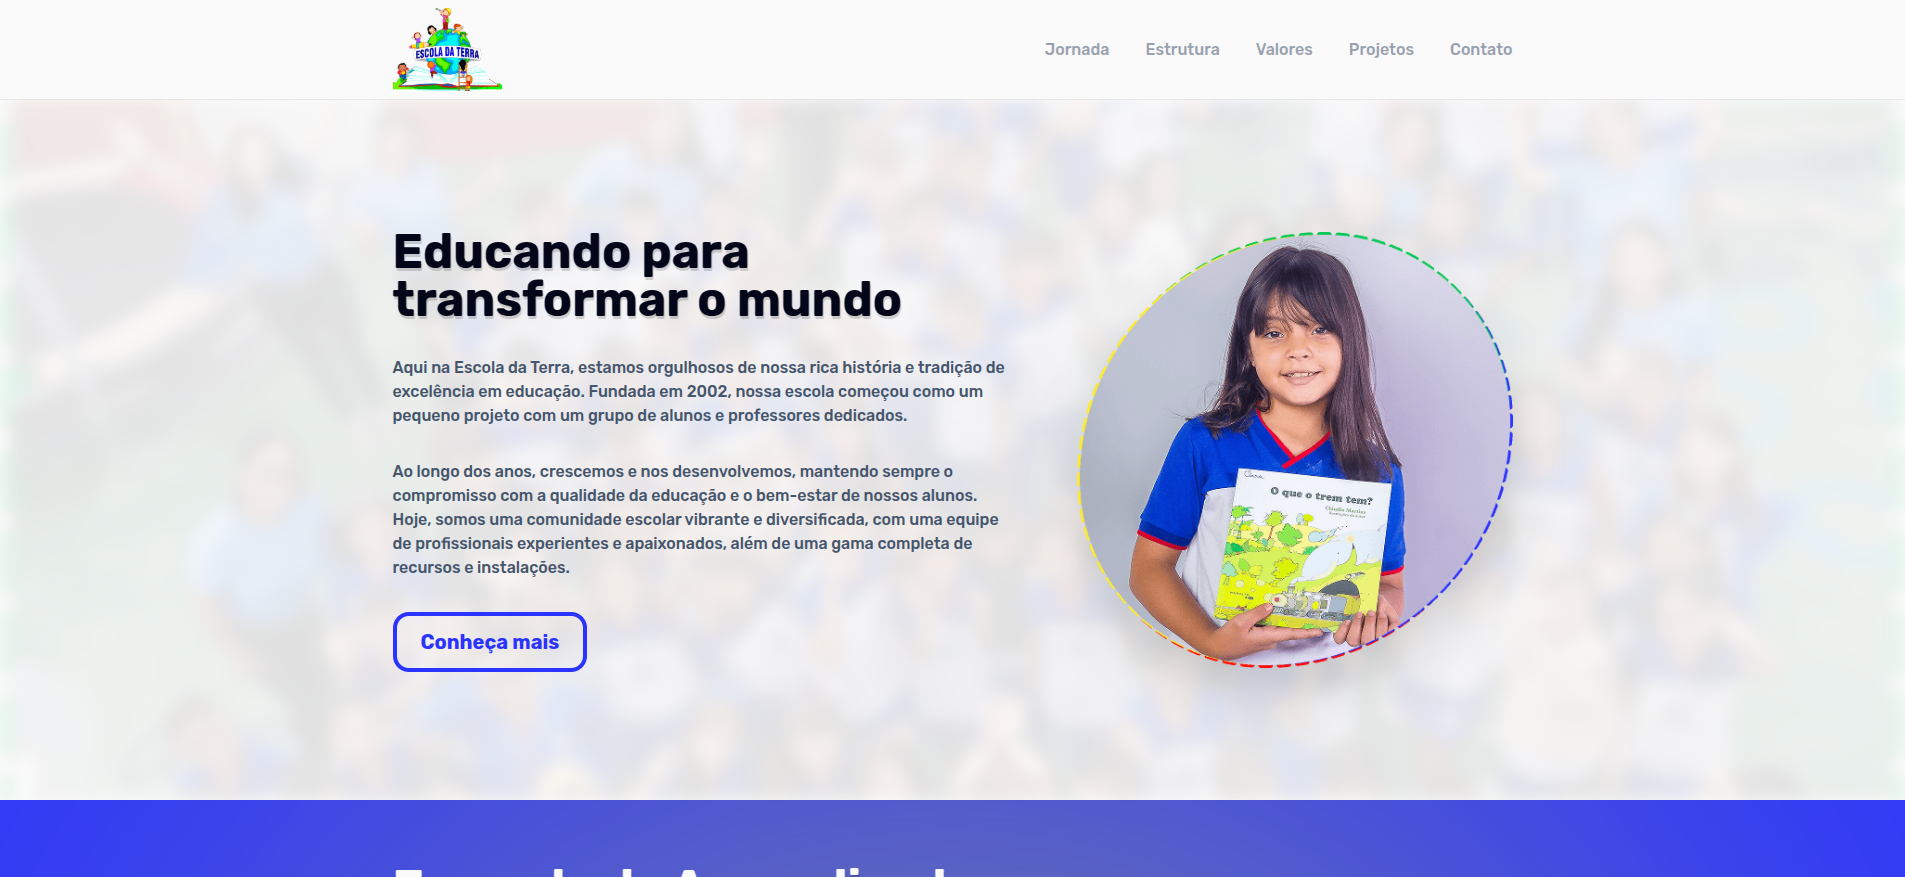 ESCOLA DA TERRA
Jornada
Estrutura
Valores
Projetos
Contato
Educando para
transformar o mundo
Aqui na Escola da Terra, estamos orgulhosos de nossa rica história e tradição de
excelência em educação. Fundada em 2002, nossa escola começou como um
pequeno projeto com um grupo de alunos e professores dedicados.
Ao longo dos anos, crescemos e nos desenvolvemos, mantendo sempre o
compromisso com a qualidade da educação e o bem-estar de nossos alunos.
Hoje, somos uma comunidade escolar vibrante e diversificada, com uma equipe
de profissionais experientes e apaixonados, além de uma gama completa de
recursos e instalações.
Conheça mais
O que o trem tem?